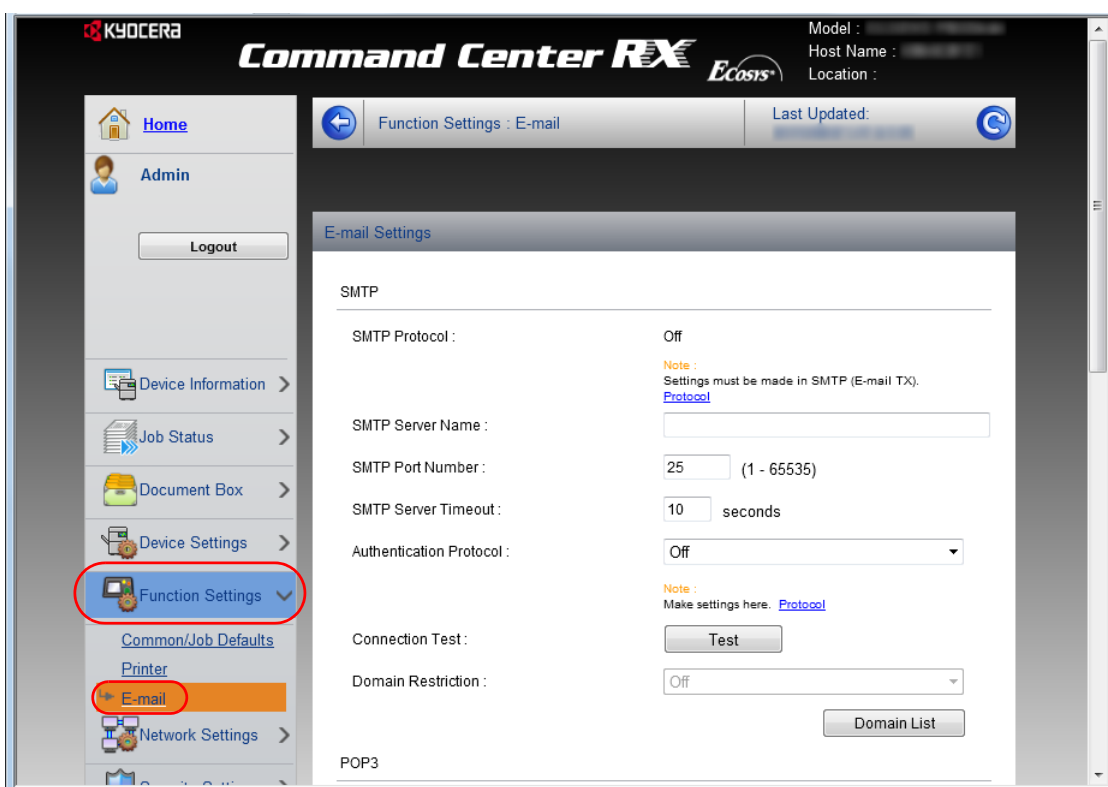 KYOCERA
Command Center RX
Ecosys
Model :
Host Name :
Location :
Home
Admin
Logout
Device Information
Job Status
Document Box
Device Settings
Function Settings
Common/Job Defaults
Printer
E-mail
Network Settings
Function Settings : E-mail
Last Updated:
E-mail Settings
SMTP
SMTP Protocol : Off
Note :
Settings must be made in SMTP (E-mail TX).
Protocol
SMTP Server Name :
SMTP Port Number : 25 (1 - 65535)
SMTP Server Timeout : 10 seconds
Authentication Protocol : Off
Note :
Make settings here. Protocol
Connection Test : Test
Domain Restriction : Off
Domain List
POP3